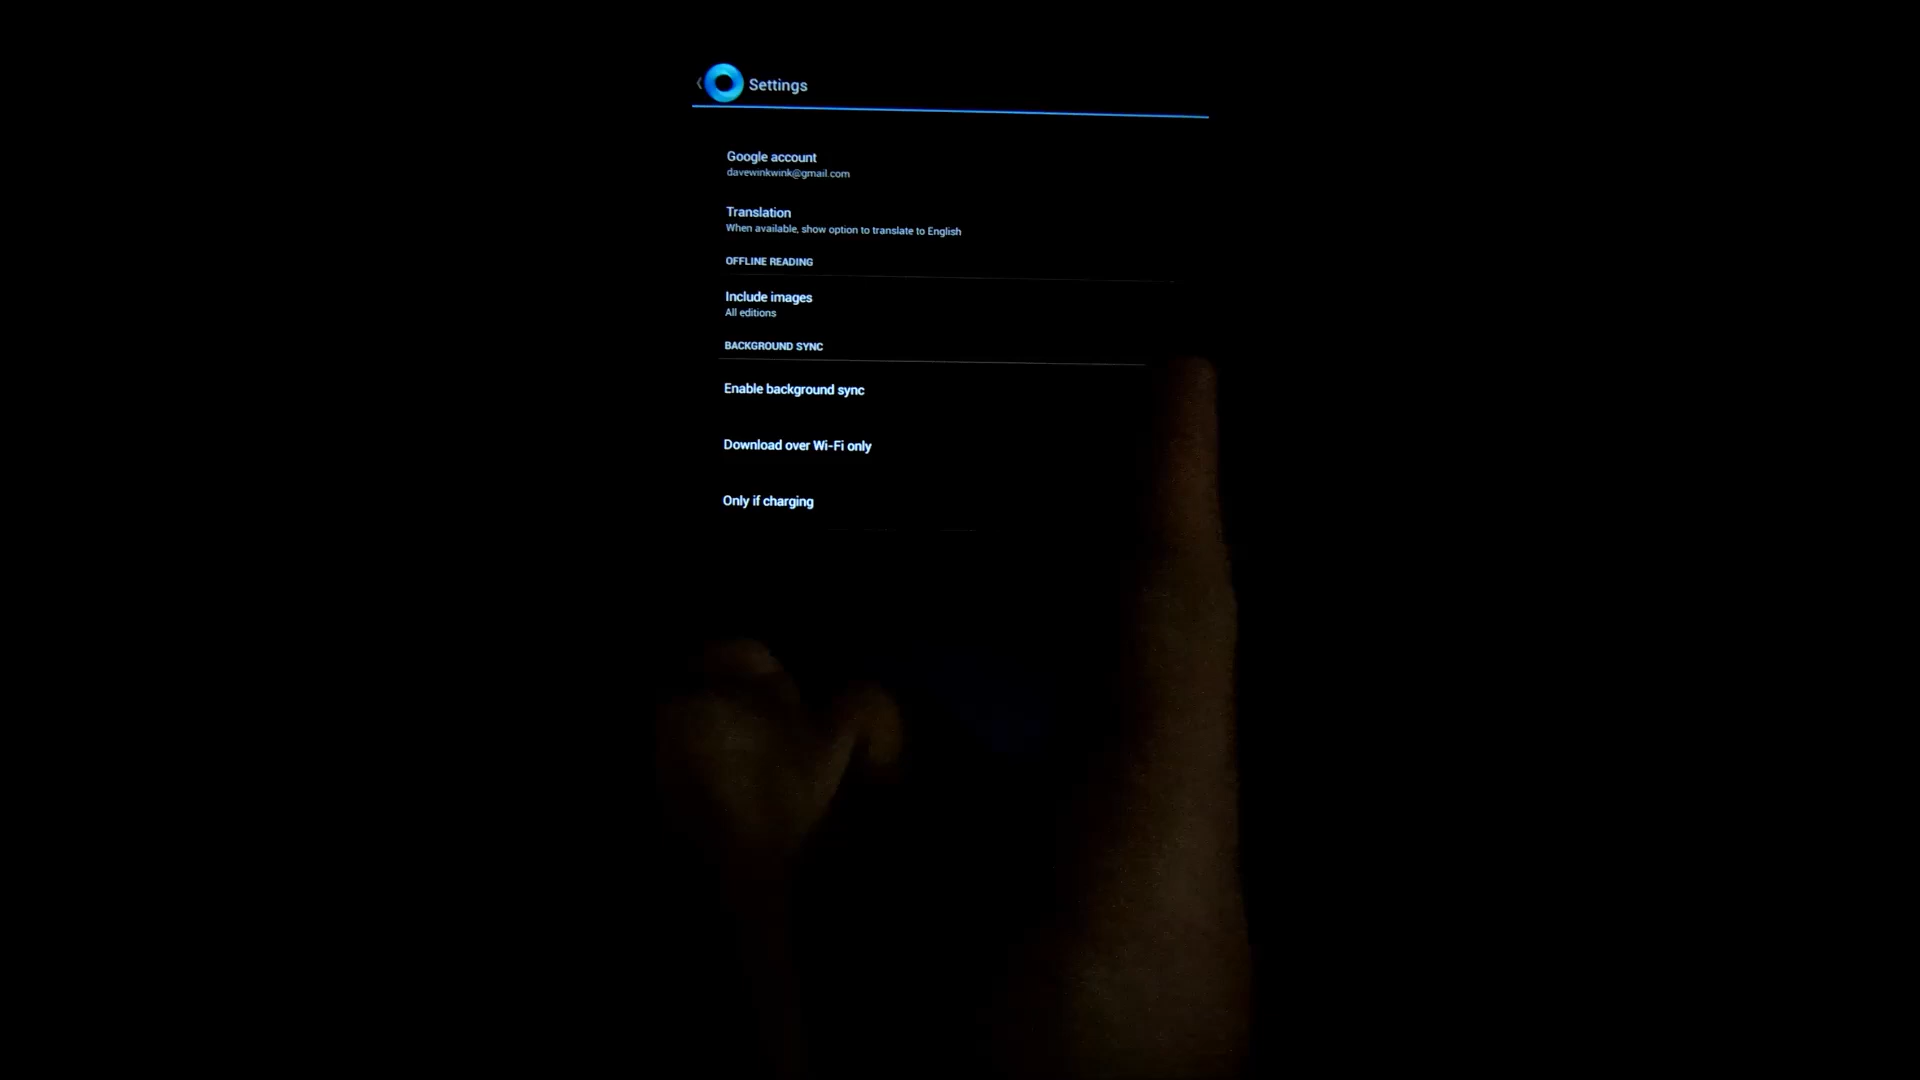 Settings
Google account
davewinkwink@gmail.com
Translation
When available, show option to translate to English
OFFLINE READING
Include images
All editions
BACKGROUND SYNC
Enable background sync
Download over Wi-Fi only
Only if charging